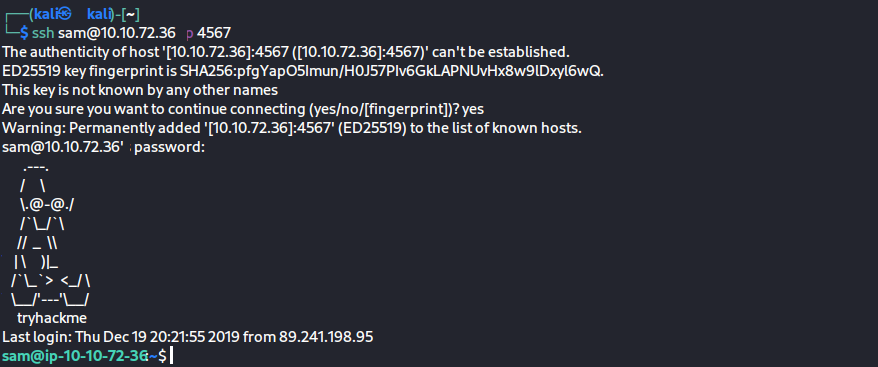 ┌──(kali㉿kali)-[~]
└─$ ssh sam@10.10.72.36 p 4567
The authenticity of host '[10.10.72.36]:4567 ([10.10.72.36]:4567)' can't be established.
ED25519 key fingerprint is SHA256:pfgYapO5Imun/H0J57PIv6GkLAPNUvHx8w9lDxyl6wQ.
This key is not known by any other names
Are you sure you want to continue connecting (yes/no/[fingerprint])? yes
Warning: Permanently added '[10.10.72.36]:4567' (ED25519) to the list of known hosts.
sam@10.10.72.36' password:
.---.
/ \
\.@-@./
/`\_/`\
// _ \\
| \ )|_
/`\_`> <_/ \
\__/'---'\__/
tryhackme
Last login: Thu Dec 19 20:21:55 2019 from 89.241.198.95
sam@ip-10-10-72-36:~$